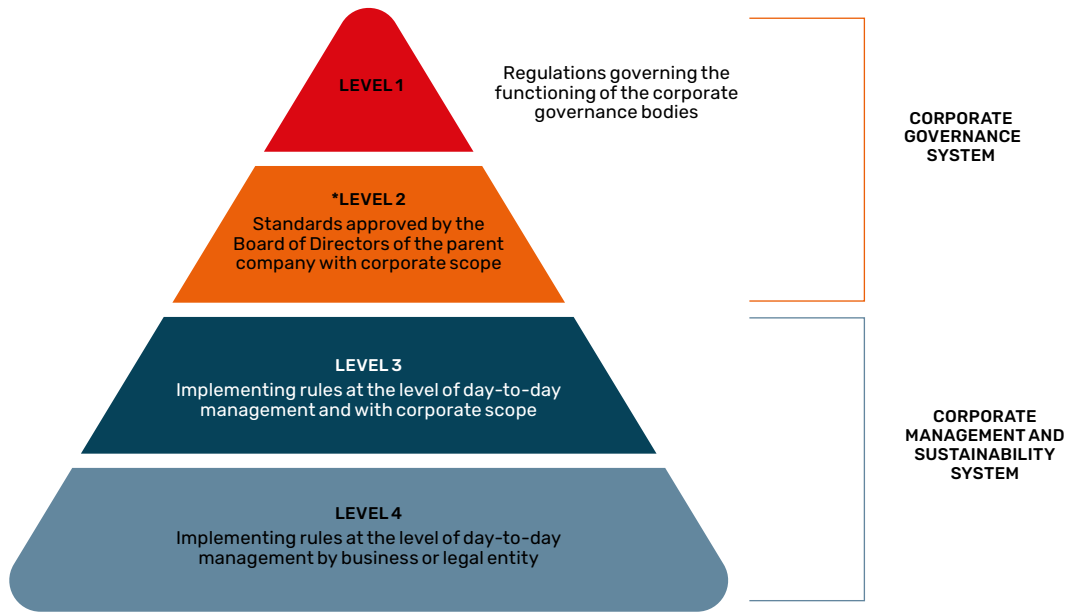 LEVEL 1
Regulations governing the
functioning of the corporate
governance bodies
CORPORATE
GOVERNANCE
SYSTEM
*LEVEL 2
Standards approved by the
Board of Directors of the parent
company with corporate scope
LEVEL 3
Implementing rules at the level of day-to-day
management and with corporate scope
CORPORATE
MANAGEMENT AND
SUSTAINABILITY
SYSTEM
LEVEL 4
Implementing rules at the level of day-to-day
management by business or legal entity